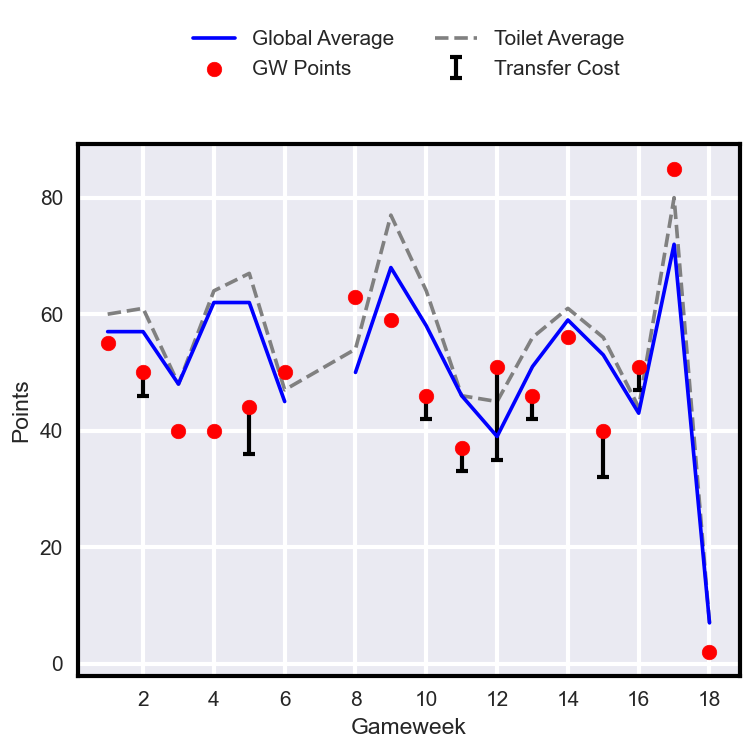 Global Average Toilet Average
GW Points Transfer Cost
80
60
40
20
0
2 4 6 8 10 12 14 16 18
Points
Gameweek